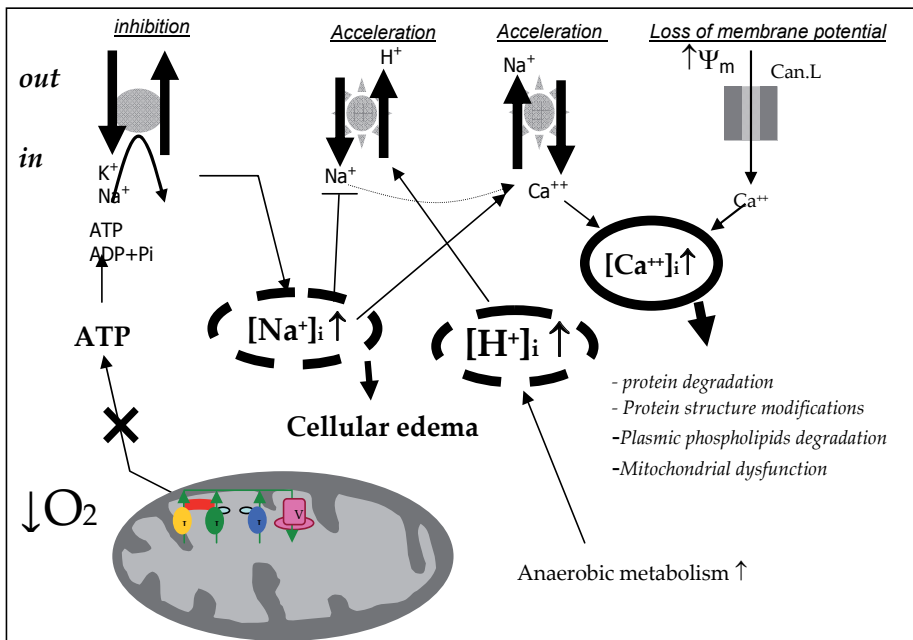 inhibition
Acceleration
Acceleration
Loss of membrane potential
H⁺
Na⁺
↑Ψm
Can.L
out
in
K⁺
Na⁺
Na⁺
Ca⁺⁺
Ca⁺⁺
ATP
ADP+Pi
[Ca⁺⁺]i↑
ATP
[Na⁺]i ↑
[H⁺]i ↑
- protein degradation
- Protein structure modifications
-Plasmic phospholipids degradation
-Mitochondrial dysfunction
Cellular edema
↓O₂
V
Anaerobic metabolism ↑